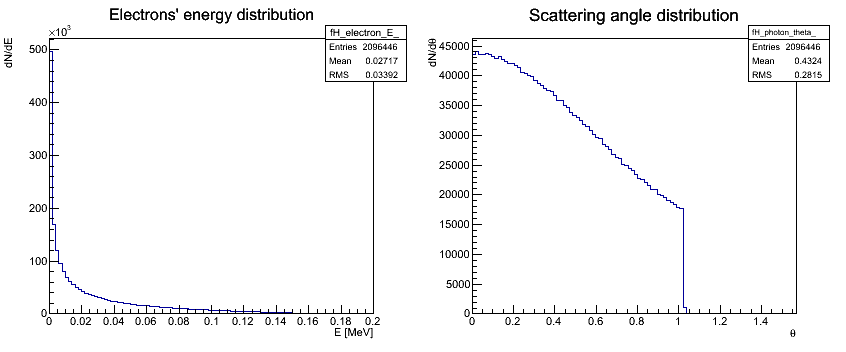 Electrons' energy distribution
fH_electron_E_
Entries 2096446
Mean 0.02717
RMS 0.03392
×10³
dN/dE
500
400
300
200
100
0
0 0.02 0.04 0.06 0.08 0.1 0.12 0.14 0.16 0.18 0.2
E [MeV]
Scattering angle distribution
fH_photon_theta_
Entries 2096446
Mean 0.4324
RMS 0.2815
dN/dθ
45000
40000
35000
30000
25000
20000
15000
10000
5000
0
0 0.2 0.4 0.6 0.8 1 1.2 1.4
θ